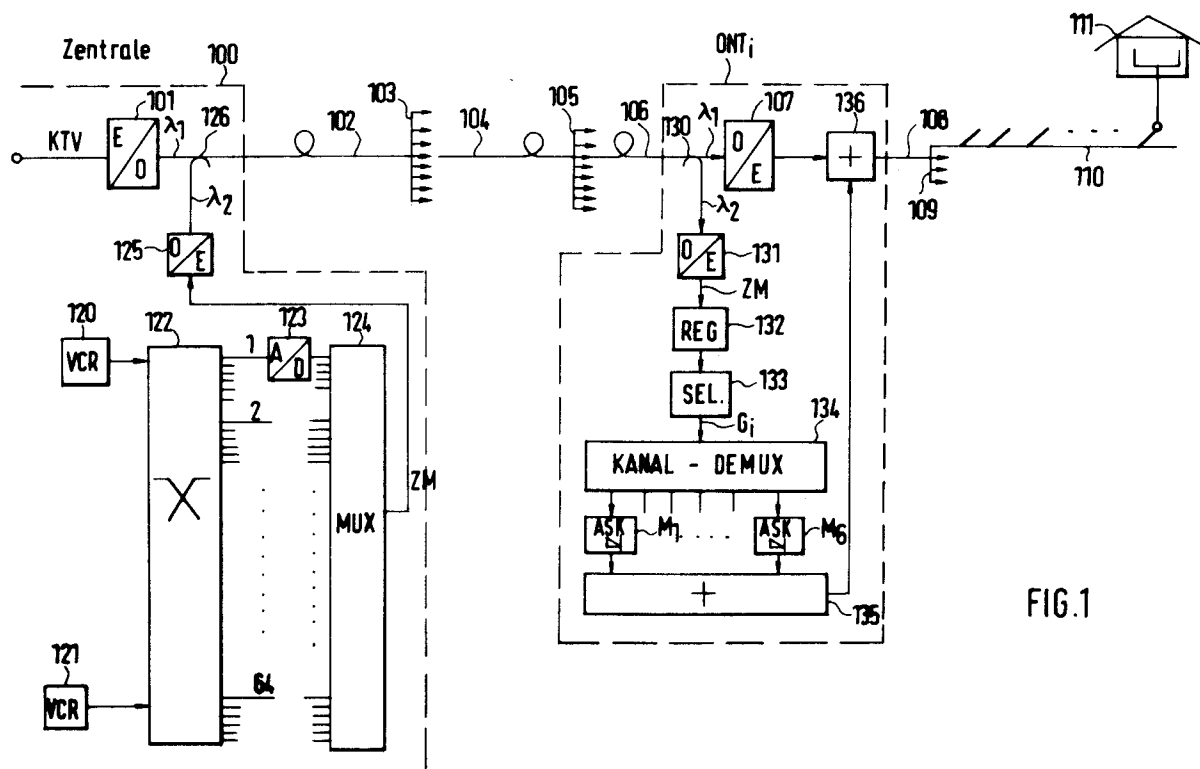 Zentrale
100
ONTi
111
KTV
101
E
O
λ1
126
102
103
104
105
106
130
λ1
107
O
E
136
+
108
109
110
λ2
125
O
E
λ2
O
E
131
ZM
120
VCR
122
1
123
A
D
124
REG
132
SEL.
133
Gi
134
2
ZM
MUX
KANAL - DEMUX
ASK
M1
ASK
M6
+
135
FIG.1
121
VCR
64